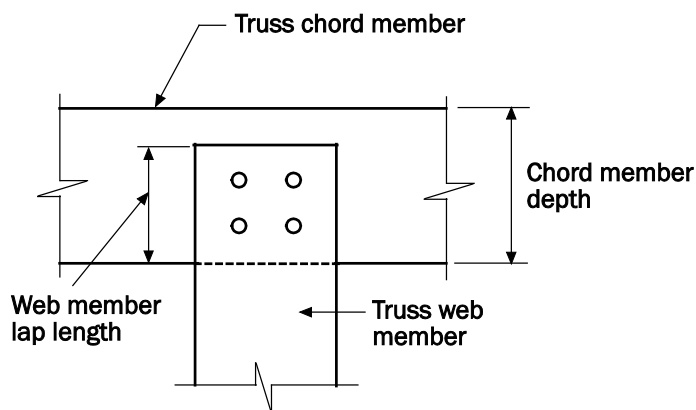 Truss chord member
Chord member
depth
Web member
lap length
Truss web
member